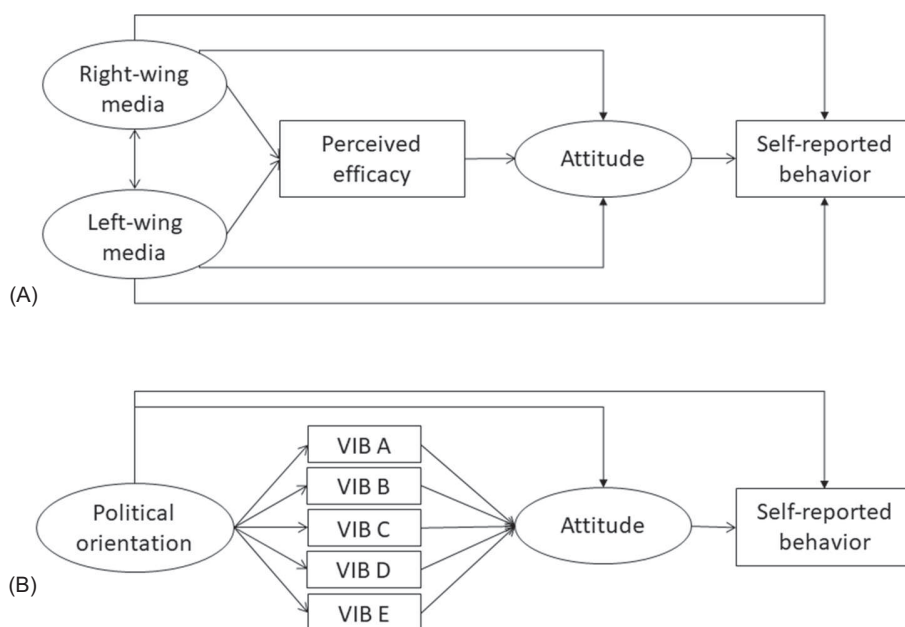 Right-wing
media
Perceived
efficacy
Attitude
Self-reported
behavior
Left-wing
media
(A)
VIB A
VIB B
VIB C
VIB D
VIB E
Political
orientation
Attitude
Self-reported
behavior
(B)